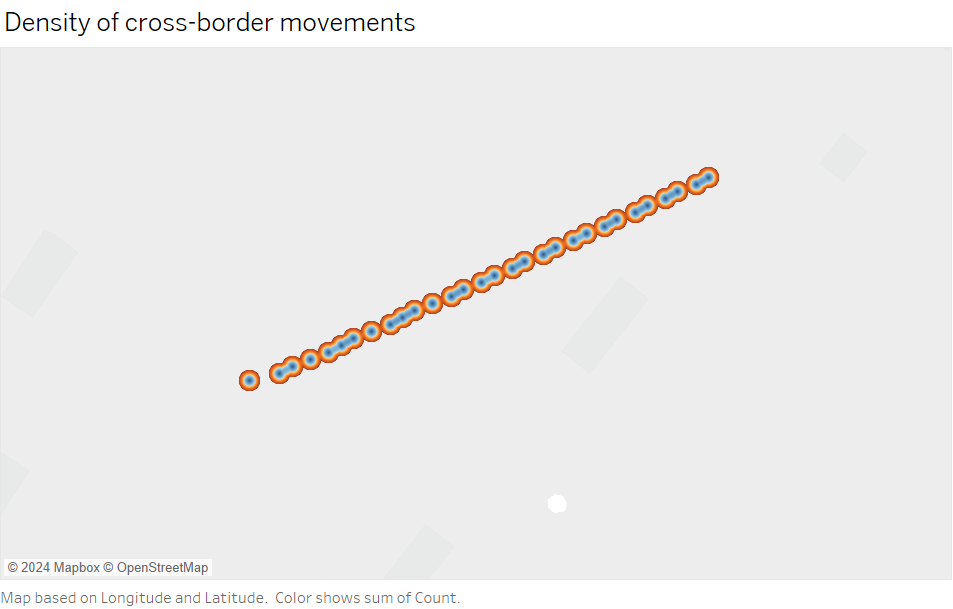 Density of cross-border movements
© 2024 Mapbox © OpenStreetMap
Map based on Longitude and Latitude.  Color shows sum of Count.